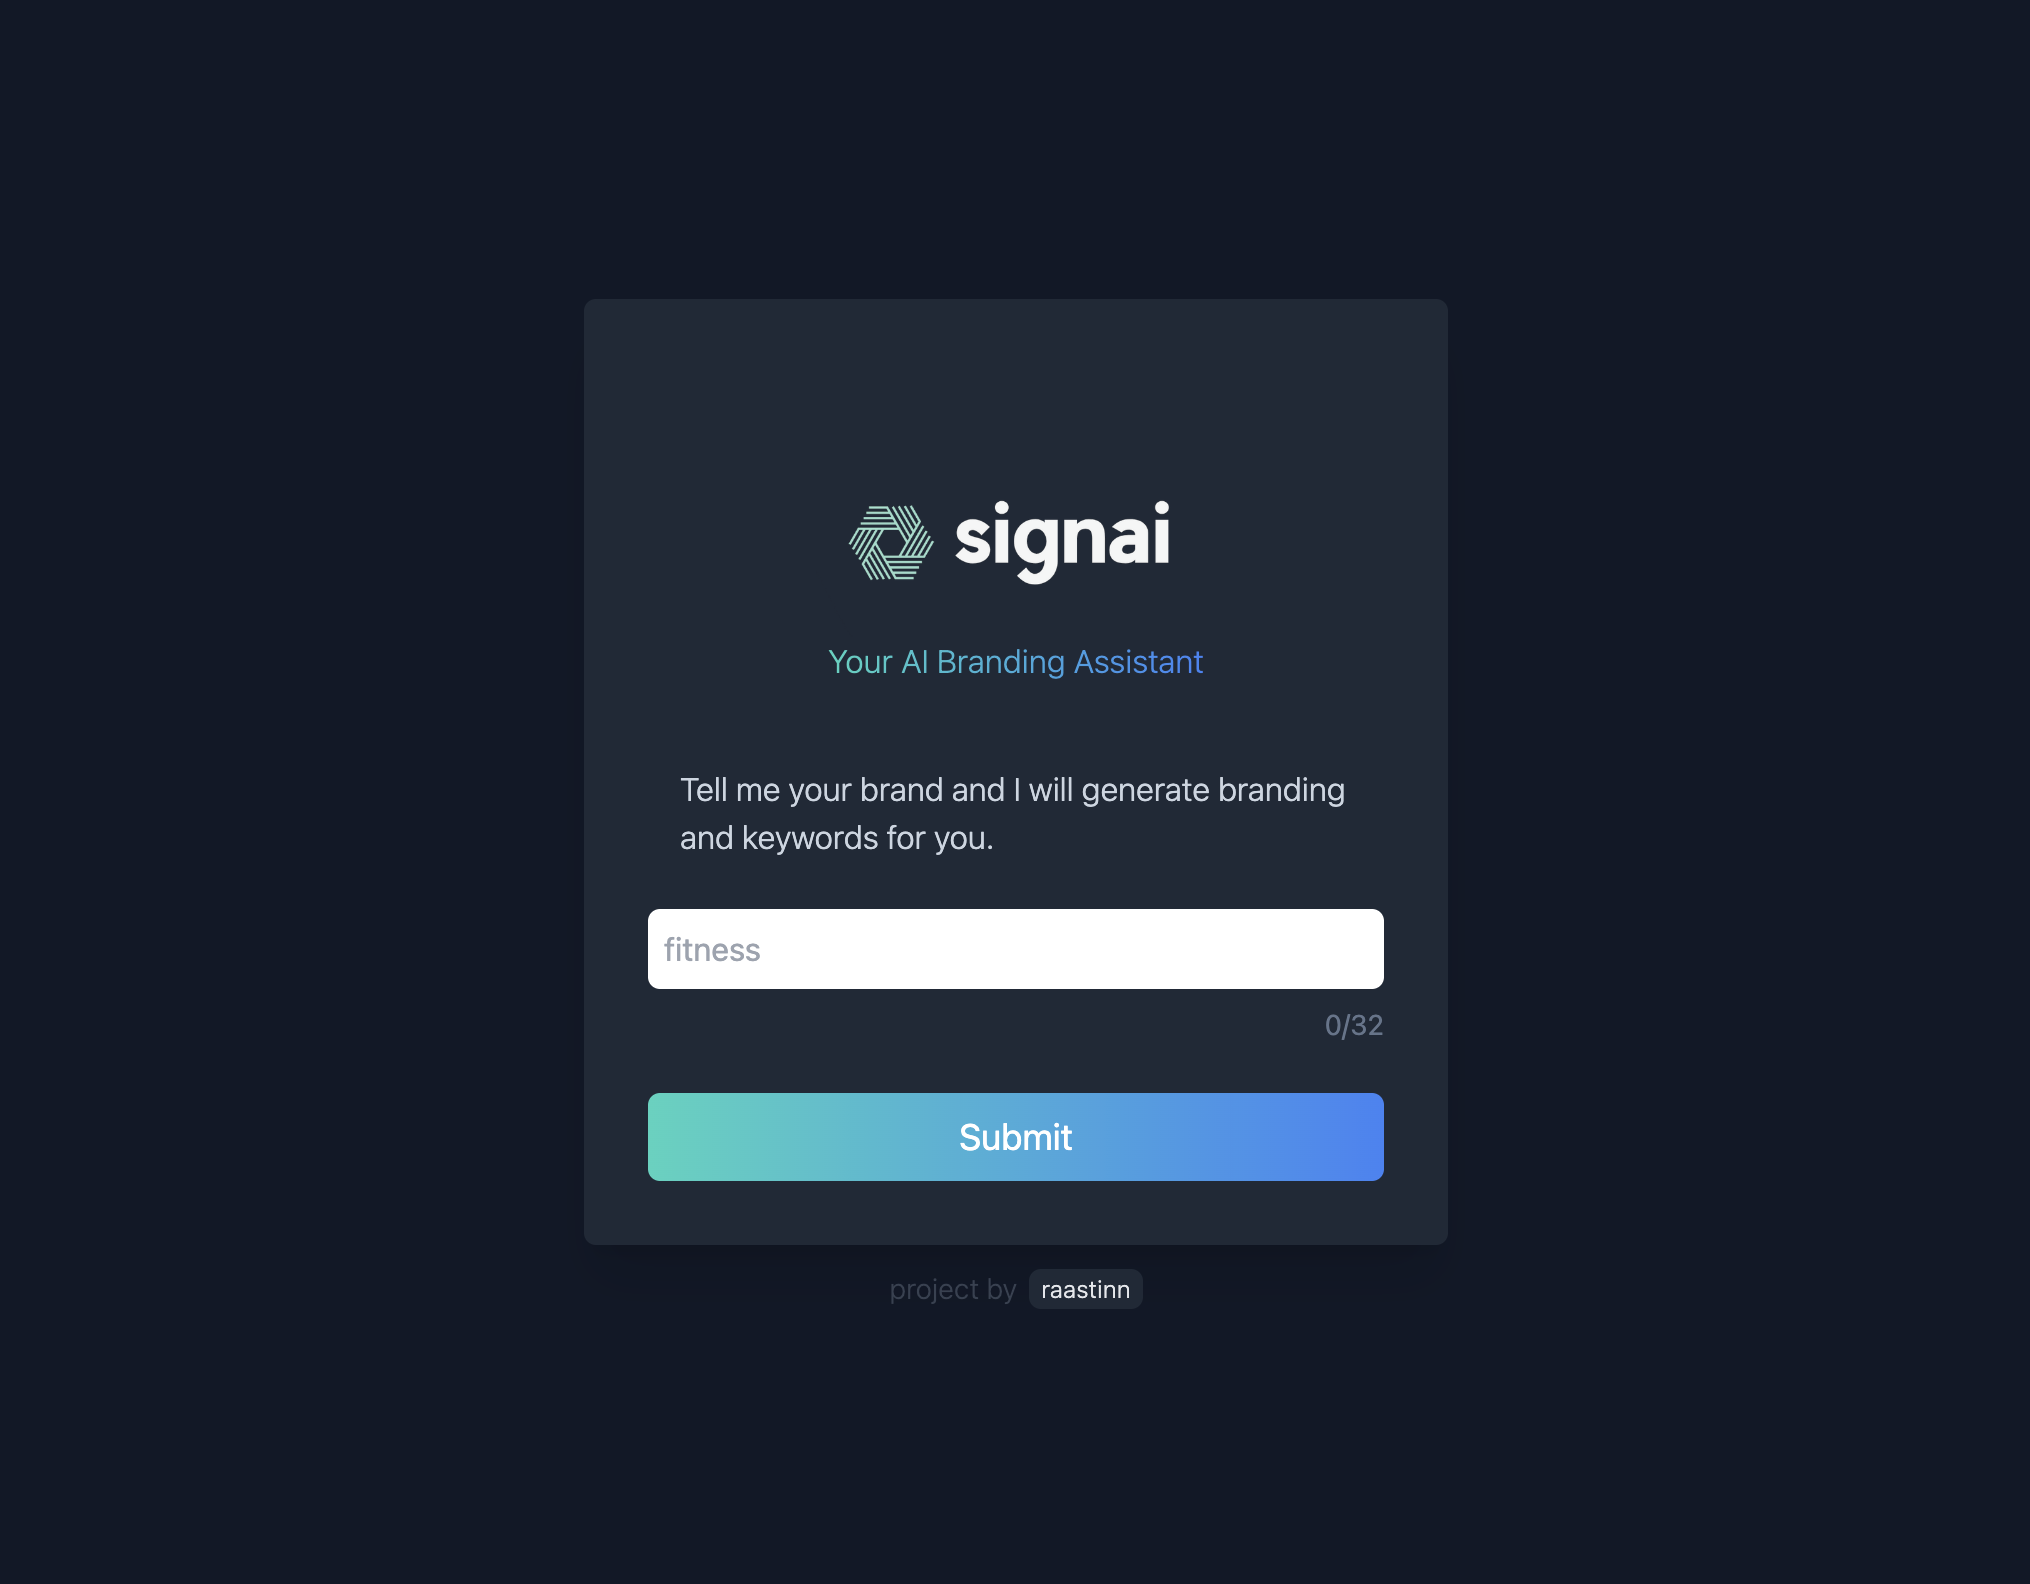 signai
Your AI Branding Assistant
Tell me your brand and I will generate branding
and keywords for you.
fitness
0/32
Submit
project by raastinn